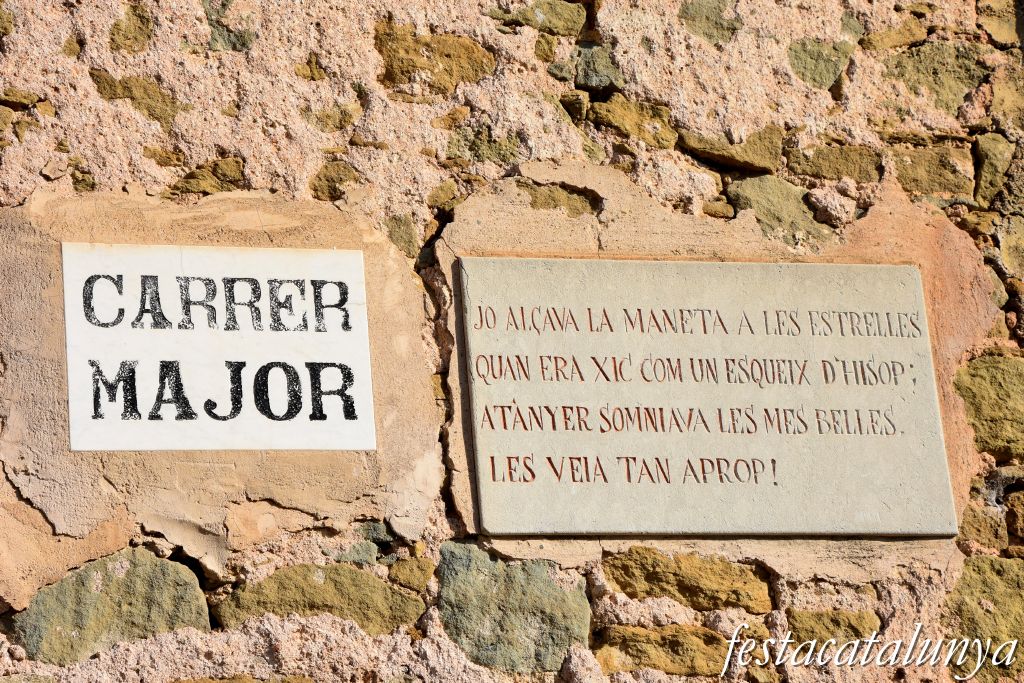 CARRER
MAJOR
JO ALÇAVA LA MANETA A LES ESTRELLES
QUAN ERA XIC COM UN ESQUEIX D'HISOP;
ATÀNYER SOMNIAVA LES MES BELLES.
LES VEIA TAN APROP!
festacatalunya